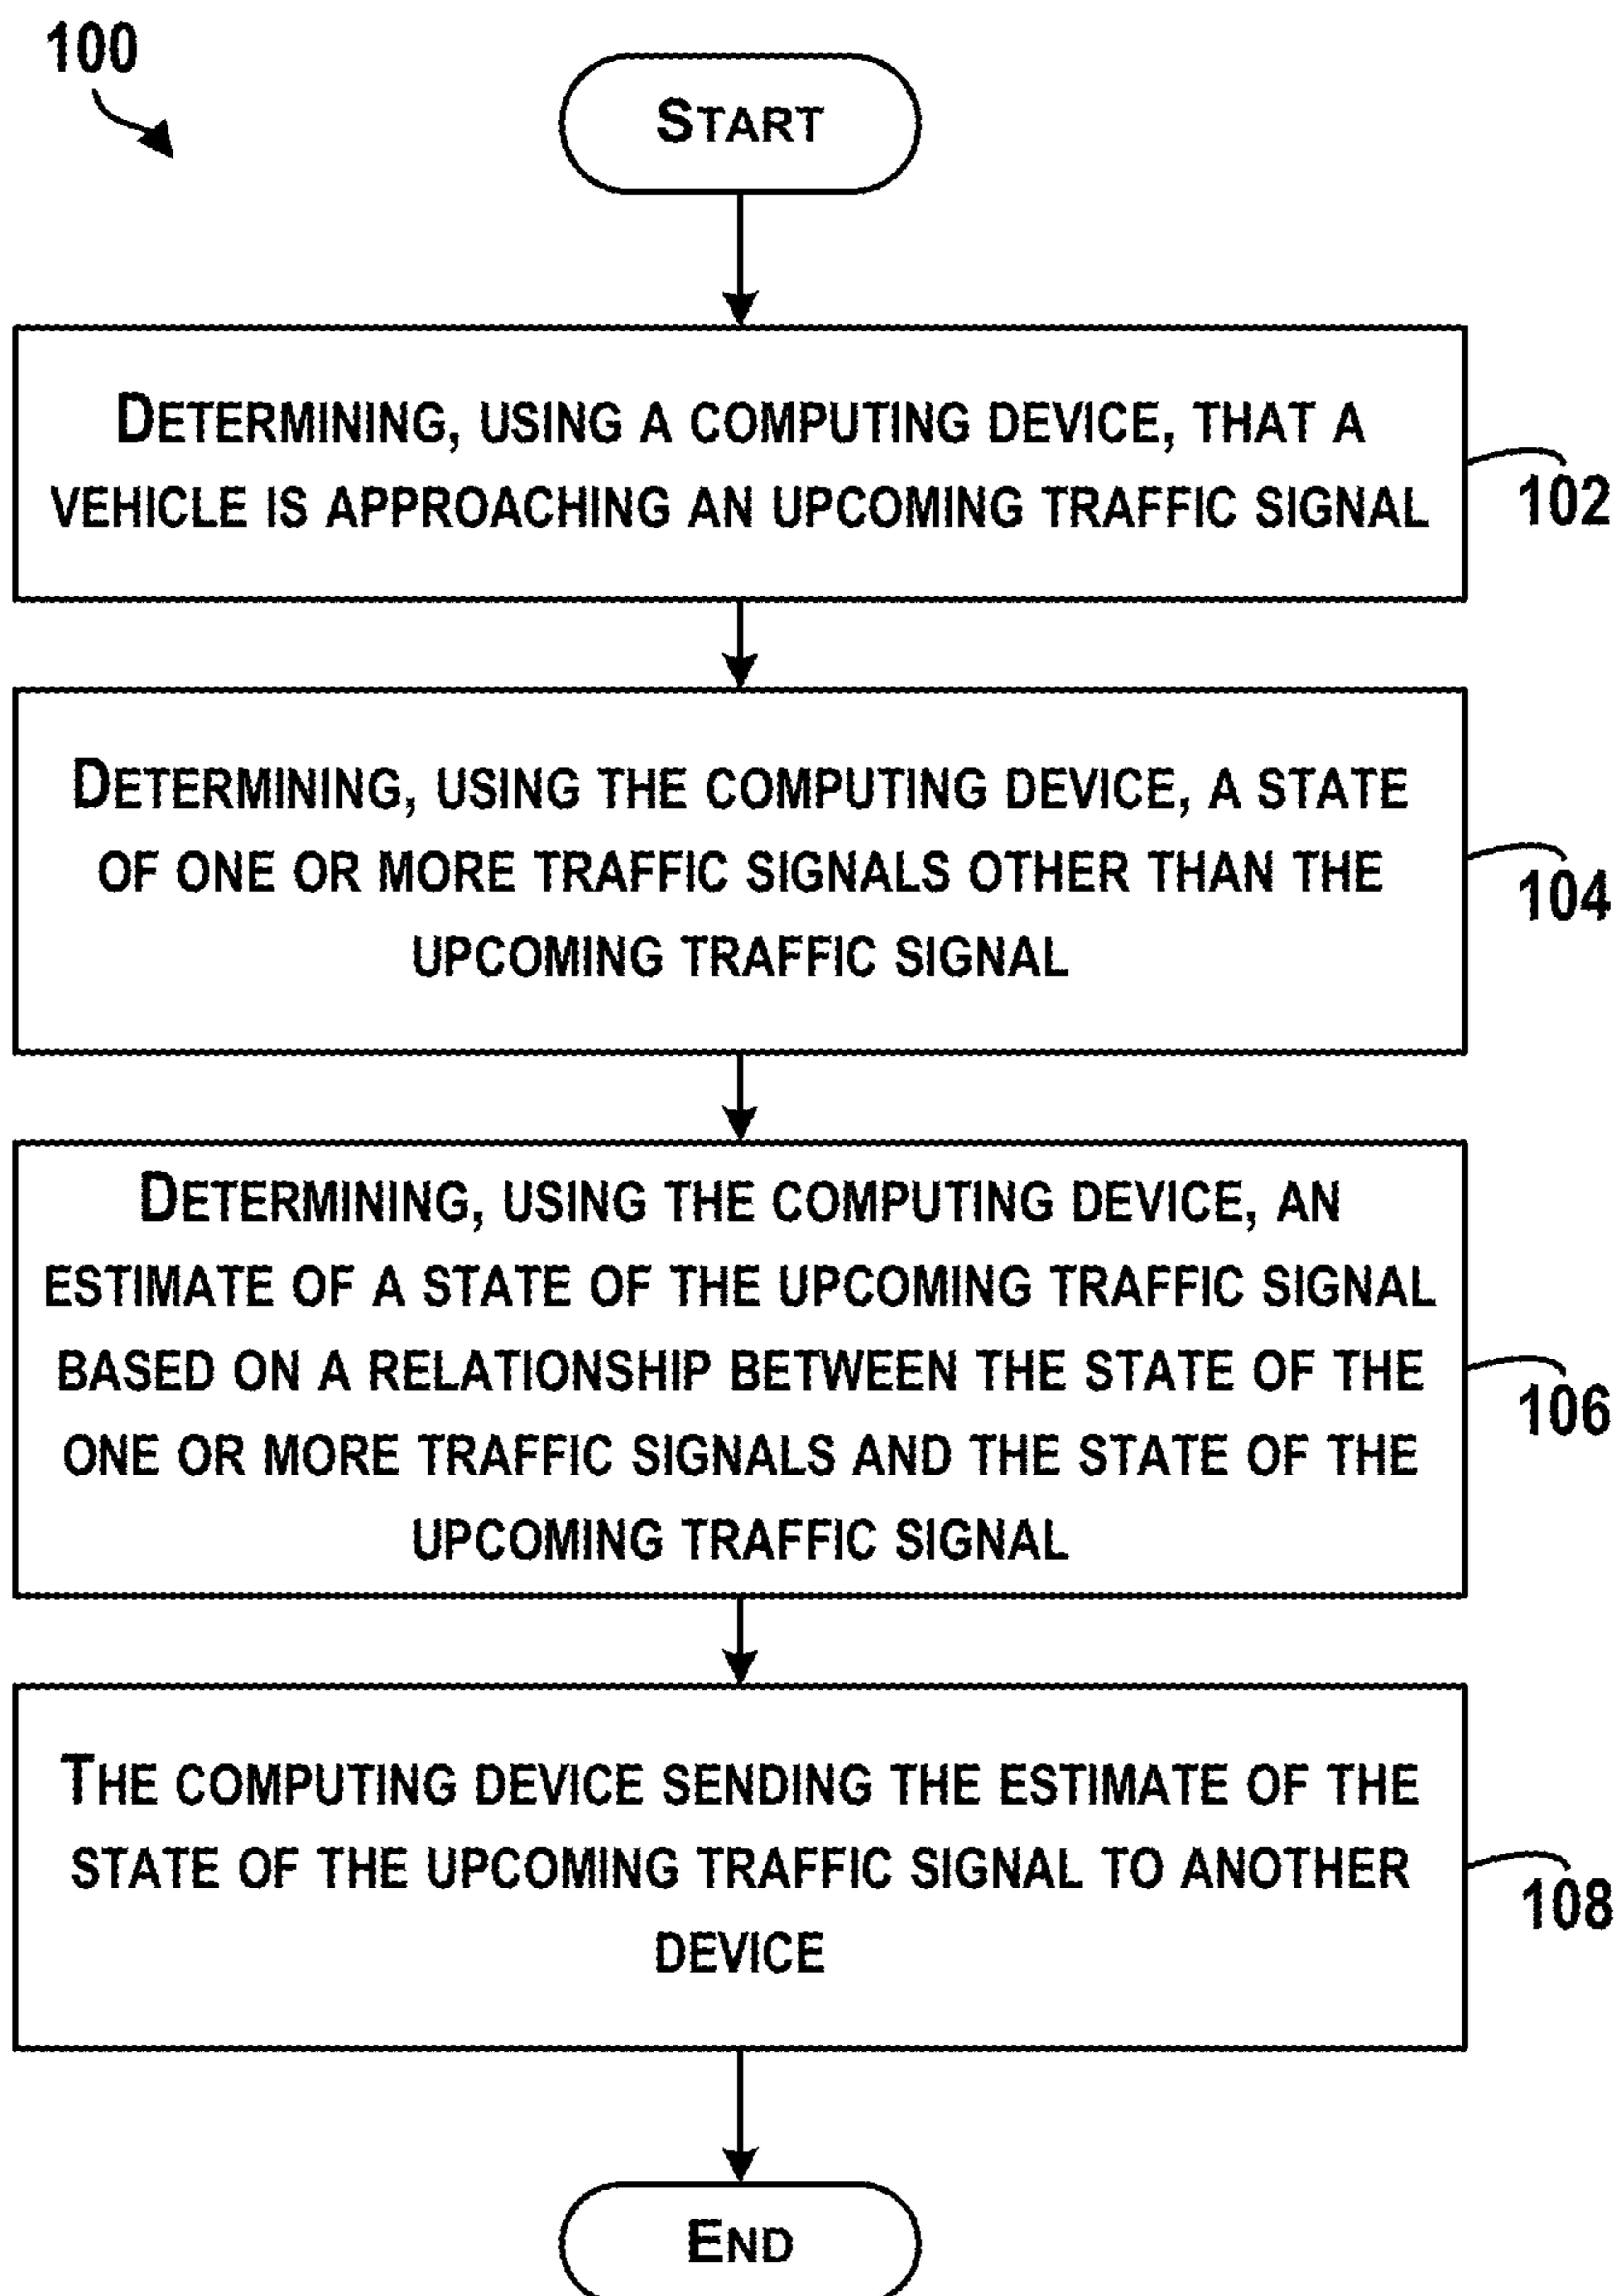 100
START
DETERMINING, USING A COMPUTING DEVICE, THAT A
VEHICLE IS APPROACHING AN UPCOMING TRAFFIC SIGNAL
102
DETERMINING, USING THE COMPUTING DEVICE, A STATE
OF ONE OR MORE TRAFFIC SIGNALS OTHER THAN THE
UPCOMING TRAFFIC SIGNAL
104
DETERMINING, USING THE COMPUTING DEVICE, AN
ESTIMATE OF A STATE OF THE UPCOMING TRAFFIC SIGNAL
BASED ON A RELATIONSHIP BETWEEN THE STATE OF THE
ONE OR MORE TRAFFIC SIGNALS AND THE STATE OF THE
UPCOMING TRAFFIC SIGNAL
106
THE COMPUTING DEVICE SENDING THE ESTIMATE OF THE
STATE OF THE UPCOMING TRAFFIC SIGNAL TO ANOTHER
DEVICE
108
END